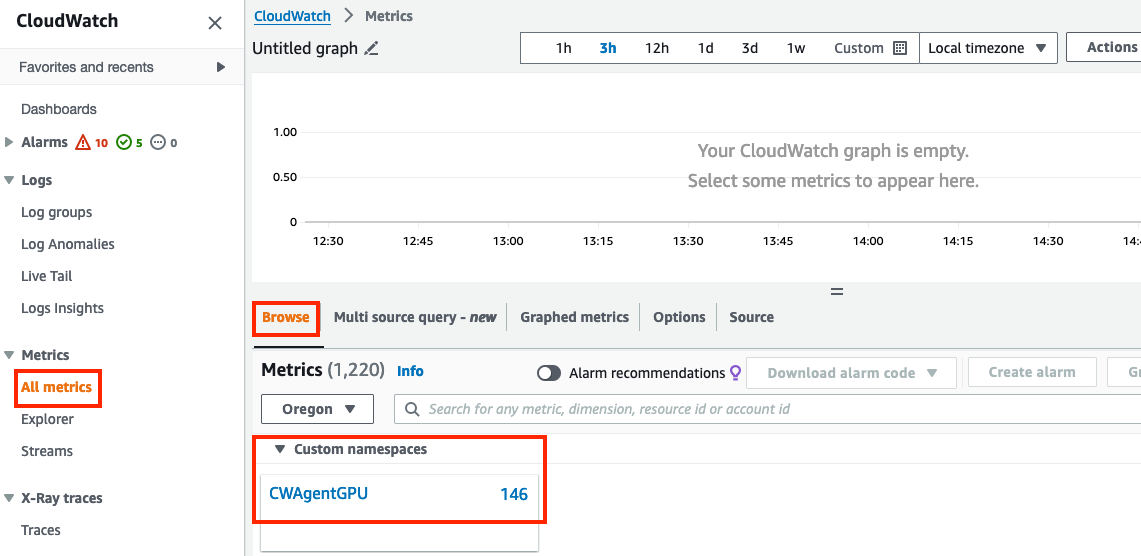 CloudWatch
Favorites and recents
Dashboards
Alarms 10 5 0
Logs
Log groups
Log Anomalies
Live Tail
Logs Insights
Metrics
All metrics
Explorer
Streams
X-Ray traces
Traces
CloudWatch > Metrics
Untitled graph
1h 3h 12h 1d 3d 1w Custom Local timezone Actions
1.00
0.50
0
Your CloudWatch graph is empty.
Select some metrics to appear here.
12:30 12:45 13:00 13:15 13:30 13:45 14:00 14:15 14:30
Browse Multi source query - new Graphed metrics Options Source
Metrics (1,220) Info Alarm recommendations Download alarm code Create alarm
Oregon Search for any metric, dimension, resource id or account id
Custom namespaces
CWAgentGPU 146